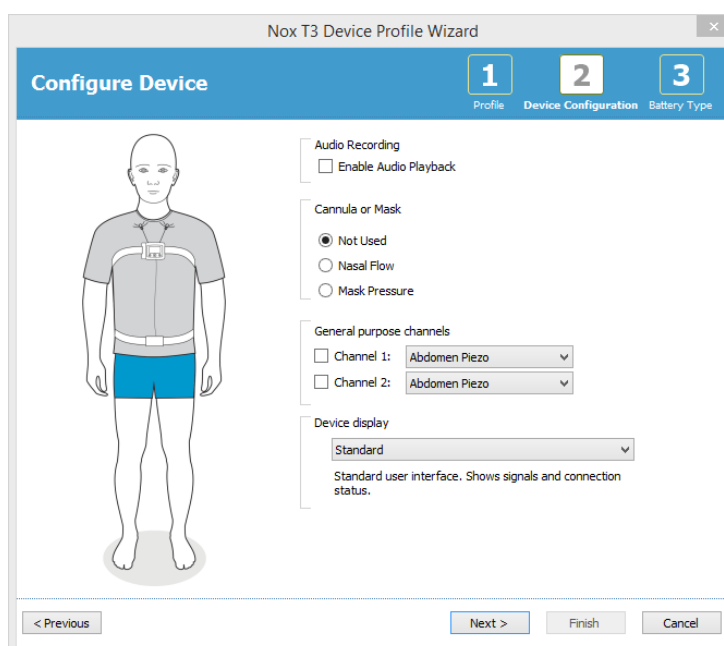 Nox T3 Device Profile Wizard
Configure Device
1
Profile
2
Device Configuration
3
Battery Type
Audio Recording
Enable Audio Playback
Cannula or Mask
Not Used
Nasal Flow
Mask Pressure
General purpose channels
Channel 1: Abdomen Piezo
Channel 2: Abdomen Piezo
Device display
Standard
Standard user interface. Shows signals and connection
status.
< Previous
Next >
Finish
Cancel